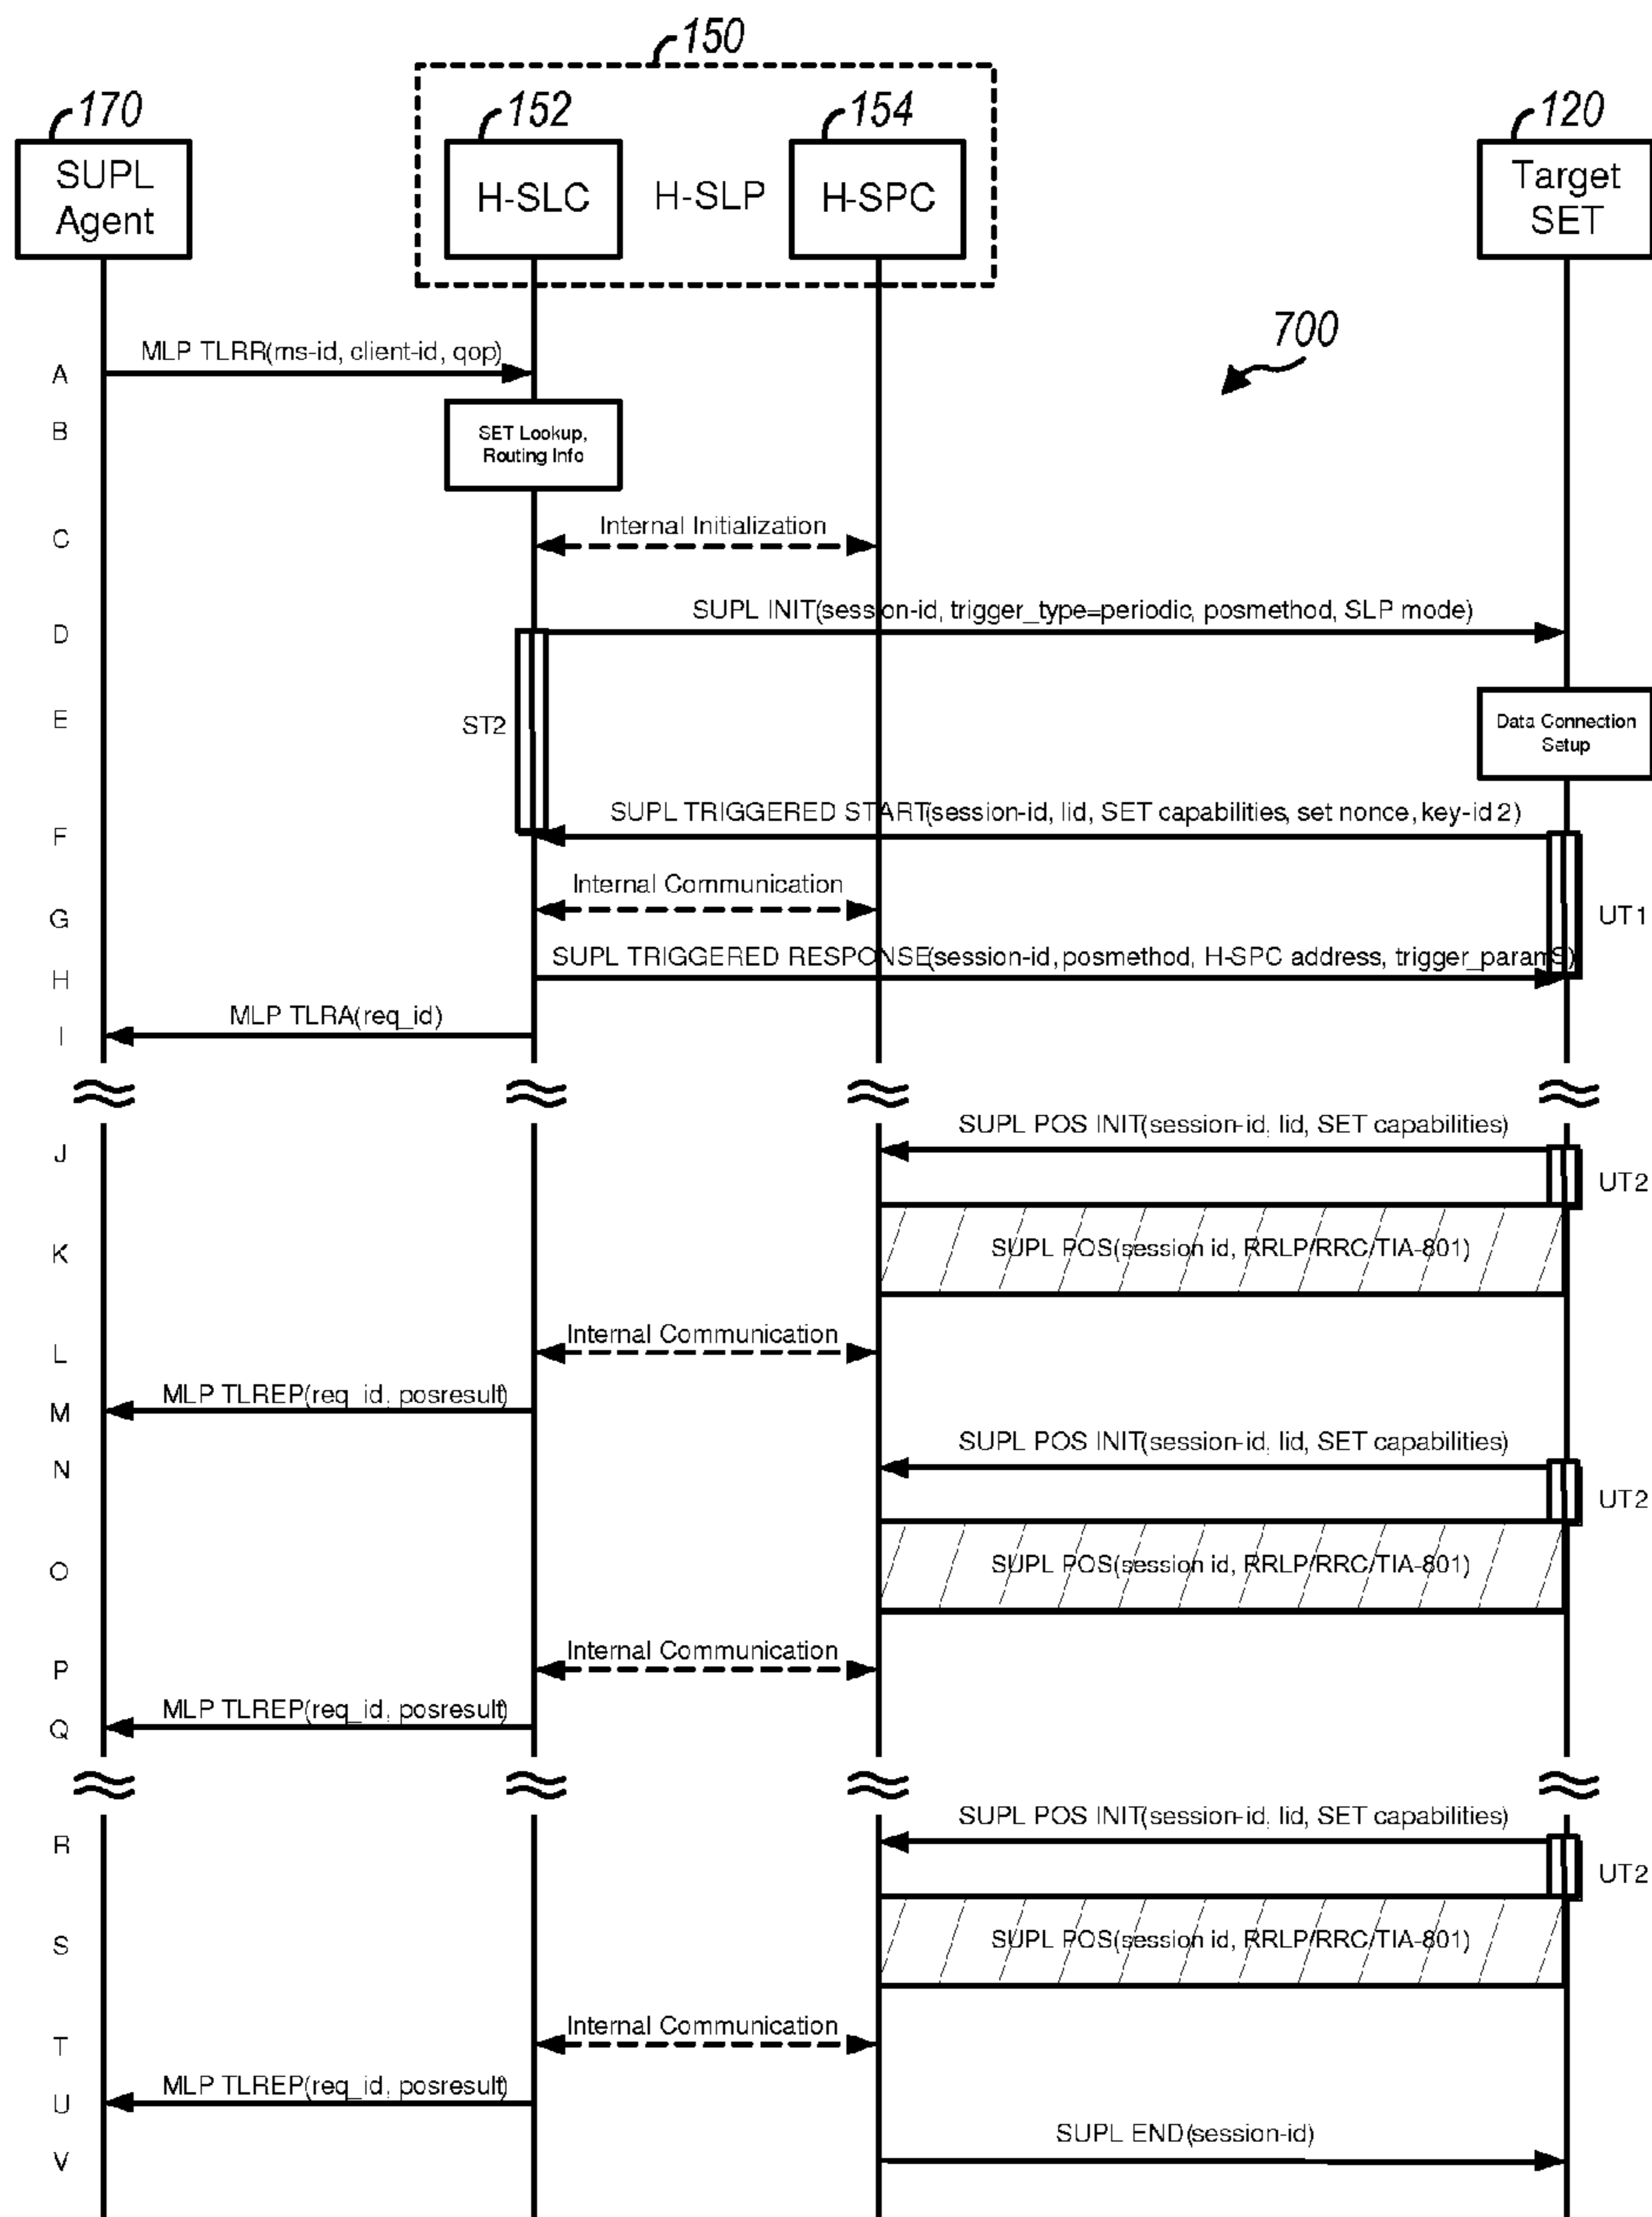 150
170
152
154
120
SUPL
Agent
H-SLC
H-SLP
H-SPC
Target
SET
700
A
MLP TLRR(ms-id, client-id, qop)
B
SET Lookup,
Routing Info
C
Internal Initialization
D
SUPL INIT(session-id, trigger_type=periodic, posmethod, SLP mode)
E
ST2
Data Connection
Setup
F
SUPL TRIGGERED START(session-id, lid, SET capabilities, set nonce, key-id 2)
G
Internal Communication
UT1
H
SUPL TRIGGERED RESPONSE(session-id, posmethod, H-SPC address, trigger_paramS)
I
MLP TLRA(req_id)
J
SUPL POS INIT(session-id, lid, SET capabilities)
UT2
K
SUPL POS(session id, RRLP/RRC/TIA-801)
L
Internal Communication
M
MLP TLREP(req_id, posresult)
N
SUPL POS INIT(session-id, lid, SET capabilities)
UT2
O
SUPL POS(session id, RRLP/RRC/TIA-801)
P
Internal Communication
Q
MLP TLREP(req_id, posresult)
R
SUPL POS INIT(session-id, lid, SET capabilities)
UT2
S
SUPL POS(session id, RRLP/RRC/TIA-801)
T
Internal Communication
U
MLP TLREP(req_id, posresult)
V
SUPL END(session-id)